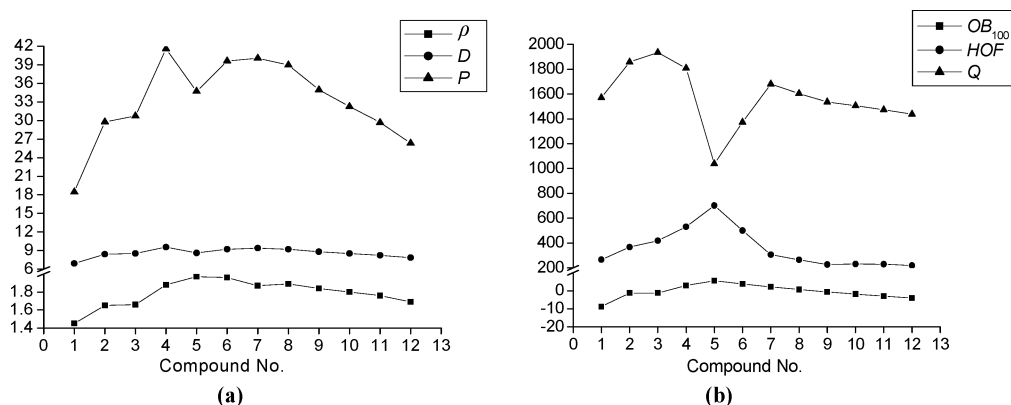 42
39
36
33
30
27
24
21
18
15
12
9
6
1.8
1.6
1.4
0 1 2 3 4 5 6 7 8 9 10 11 12 13
Compound No.
ρ
D
P
(a)
2000
1800
1600
1400
1200
1000
800
600
400
200
0
-10
-20
0 1 2 3 4 5 6 7 8 9 10 11 12 13
Compound No.
OB100
HOF
Q
(b)